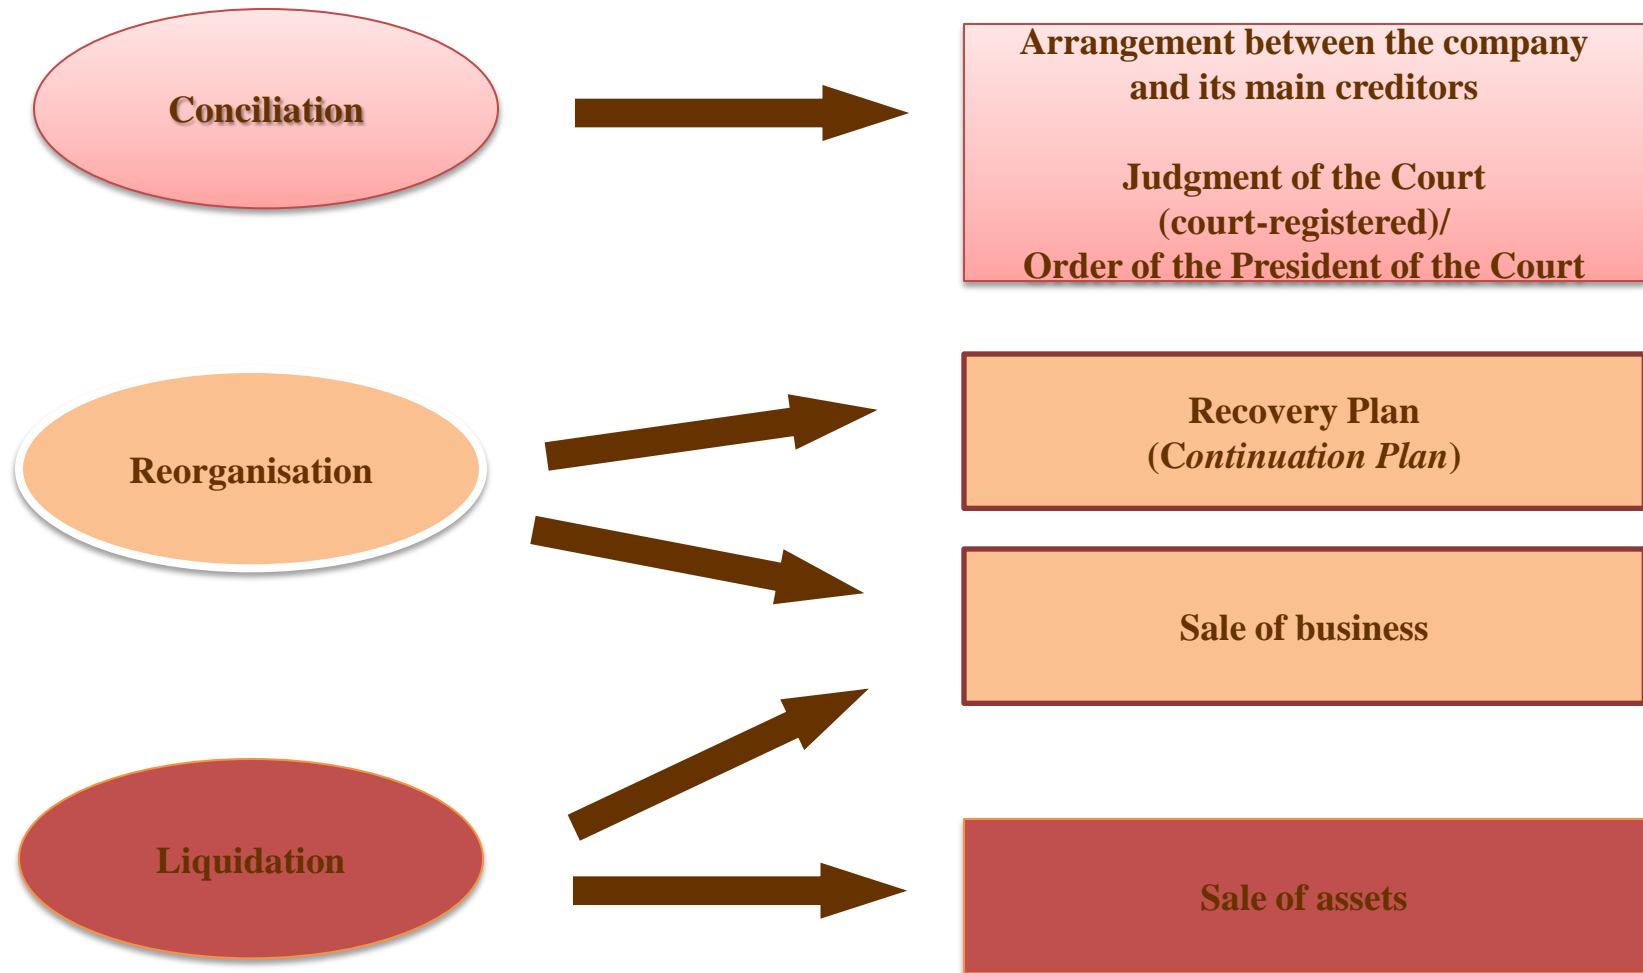 Conciliation
Arrangement between the company
and its main creditors
Judgment of the Court
(court-registered)/
Order of the President of the Court
Reorganisation
Recovery Plan
(Continuation Plan)
Sale of business
Liquidation
Sale of assets